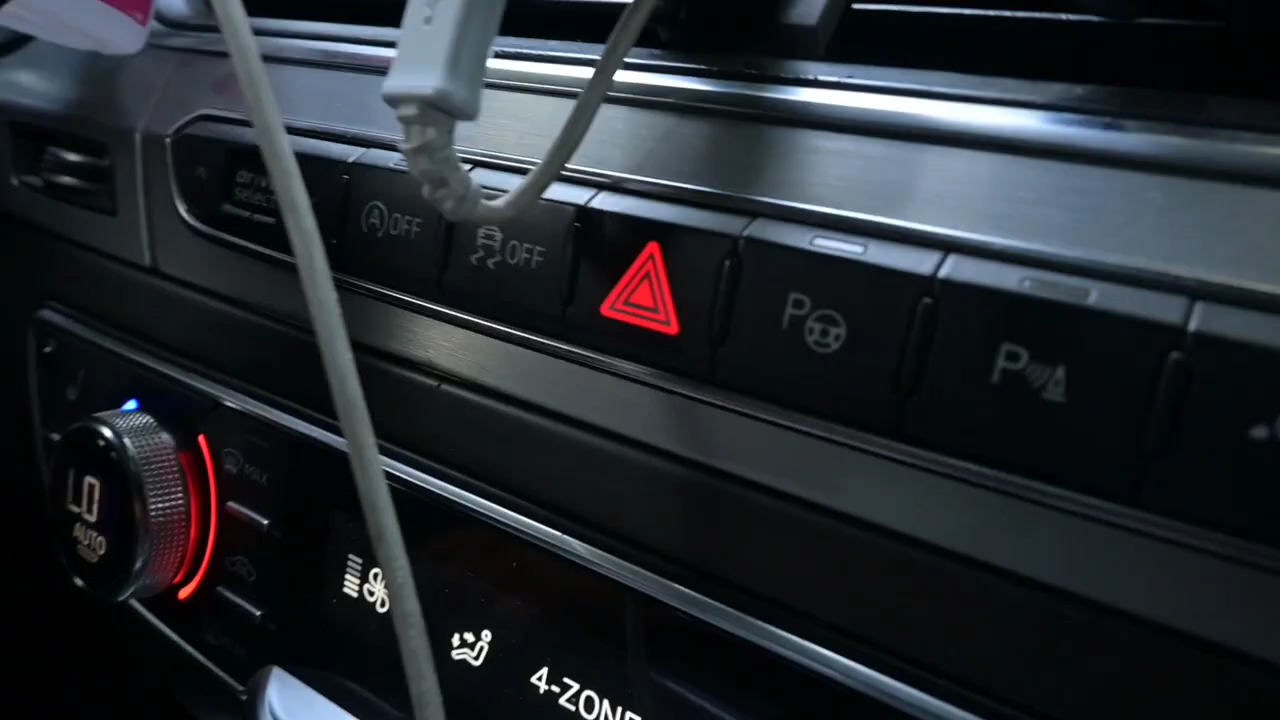 drive
select
A OFF
OFF
P
P
MAX
LO
AUTO
4-ZONE